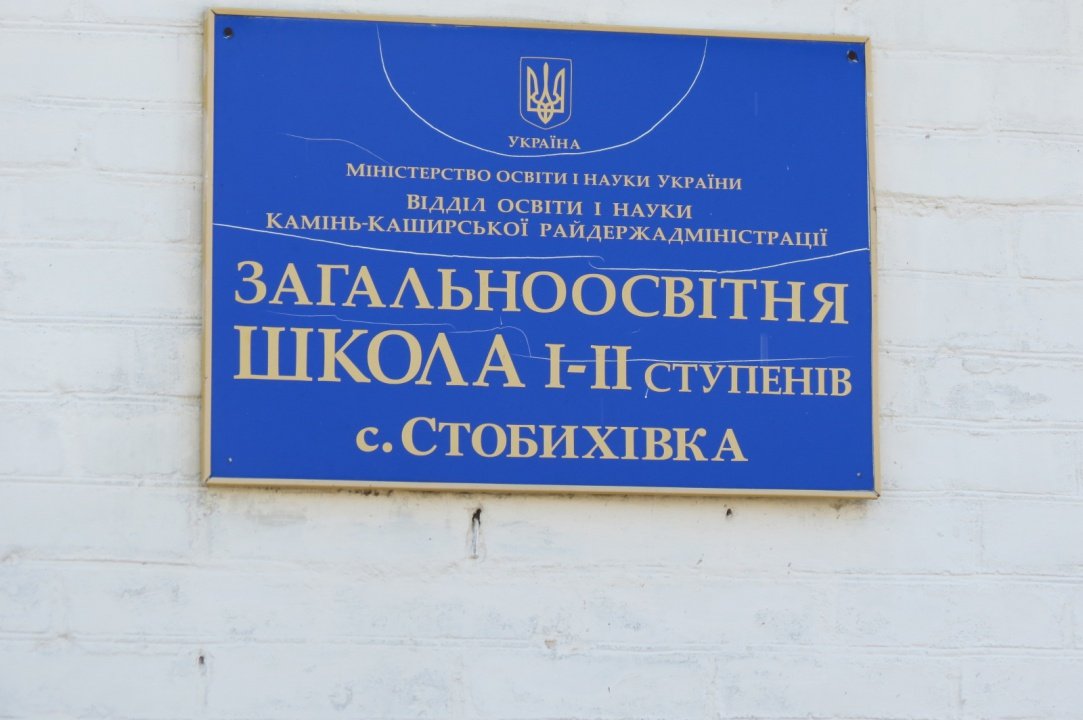 УКРАЇНА
МІНІСТЕРСТВО ОСВІТИ І НАУКИ УКРАЇНИ
ВІДДІЛ ОСВІТИ І НАУКИ
КАМІНЬ-КАШИРСЬКОЇ РАЙДЕРЖАДМІНІСТРАЦІЇ
ЗАГАЛЬНООСВІТНЯ
ШКОЛА І-ІІ СТУПЕНІВ
с. СТОБИХІВКА